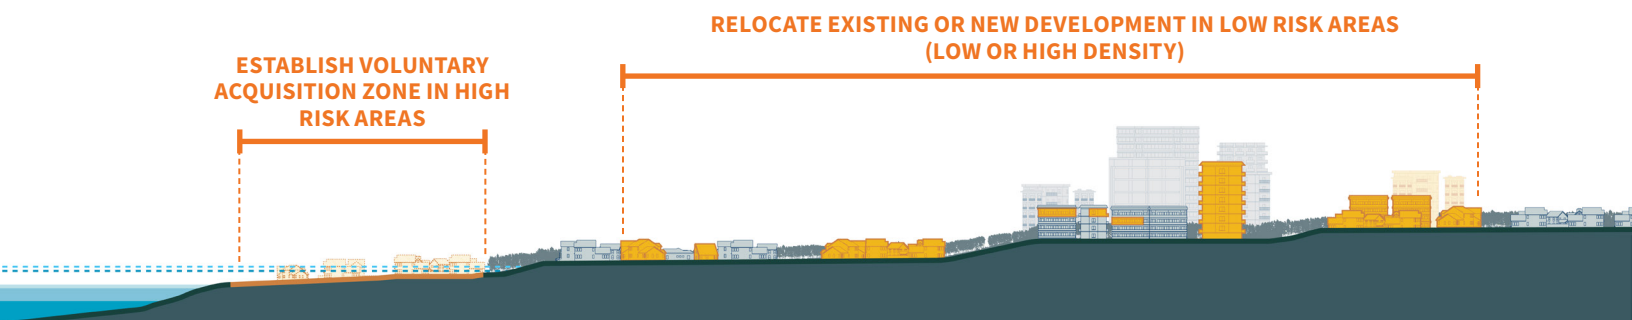 RELOCATE EXISTING OR NEW DEVELOPMENT IN LOW RISK AREAS
(LOW OR HIGH DENSITY)
ESTABLISH VOLUNTARY
ACQUISITION ZONE IN HIGH
RISK AREAS